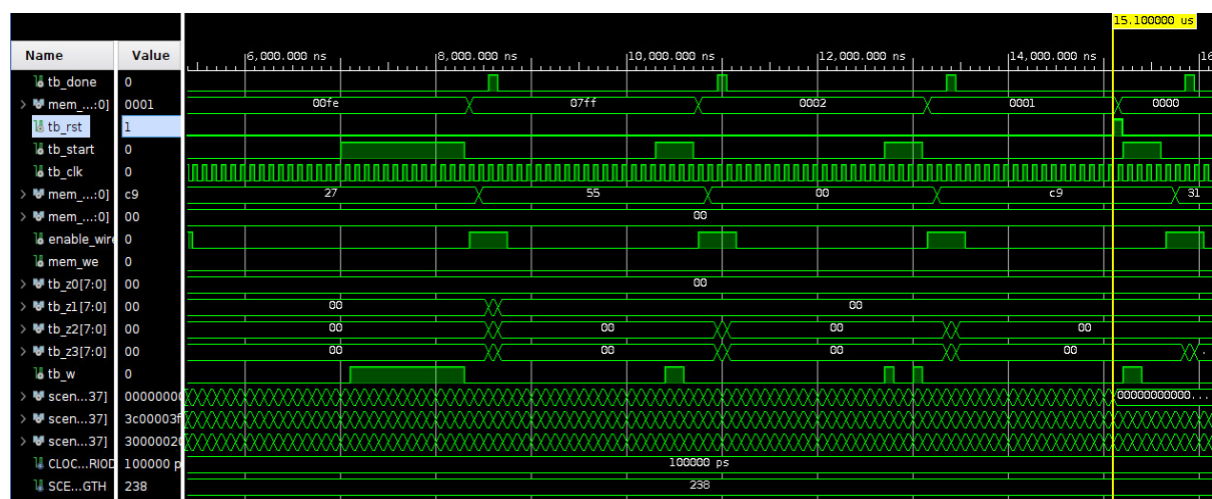 15.100000 us
Name Value
6,000.000 ns 8,000.000 ns 10,000.000 ns 12,000.000 ns 14,000.000 ns 16
tb_done 0
mem_...:0] 0001 00fe 07ff 0002 0001 0000
tb_rst 1
tb_start 0
tb_clk 0
mem_...:0] c9 27 55 00 c9 31
mem_...:0] 00 00
enable_wire 0
mem_we 0
tb_z0[7:0] 00 00
tb_z1[7:0] 00 00 00
tb_z2[7:0] 00 00 00 00 00
tb_z3[7:0] 00 00 00 00 00 .
tb_w 0
scen...37] 00000000 00000000000...
scen...37] 3c00003f
scen...37] 30000020
CLOC...RIOD 100000 p 100000 ps
SCE...GTH 238 238